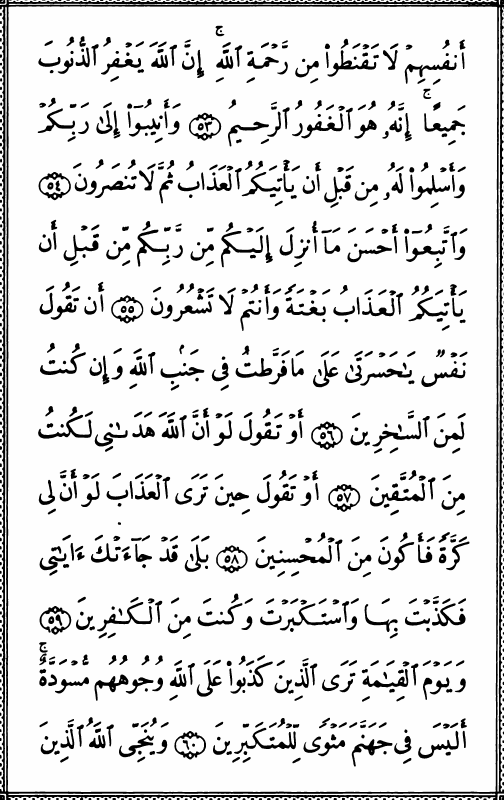 أَنفُسِهِمْ لَا تَقْنَطُوا۟ مِن رَّحْمَةِ ٱللَّهِ ۚ إِنَّ ٱللَّهَ يَغْفِرُ ٱلذُّنُوبَ
جَمِيعًا ۚ إِنَّهُۥ هُوَ ٱلْغَفُورُ ٱلرَّحِيمُ ٥٣ وَأَنِيبُوٓا۟ إِلَىٰ رَبِّكُمْ
وَأَسْلِمُوا۟ لَهُۥ مِن قَبْلِ أَن يَأْتِيَكُمُ ٱلْعَذَابُ ثُمَّ لَا تُنصَرُونَ ٥٤
وَٱتَّبِعُوٓا۟ أَحْسَنَ مَآ أُنزِلَ إِلَيْكُم مِّن رَّبِّكُم مِّن قَبْلِ أَن
يَأْتِيَكُمُ ٱلْعَذَابُ بَغْتَةً وَأَنتُمْ لَا تَشْعُرُونَ ٥٥ أَن تَقُولَ
نَفْسٌ يَٰحَسْرَتَىٰ عَلَىٰ مَا فَرَّطتُ فِى جَنۢبِ ٱللَّهِ وَإِن كُنتُ
لَمِنَ ٱلسَّٰخِرِينَ ٥٦ أَوْ تَقُولَ لَوْ أَنَّ ٱللَّهَ هَدَىٰنِى لَكُنتُ
مِنَ ٱلْمُتَّقِينَ ٥٧ أَوْ تَقُولَ حِينَ تَرَى ٱلْعَذَابَ لَوْ أَنَّ لِى
كَرَّةً فَأَكُونَ مِنَ ٱلْمُحْسِنِينَ ٥٨ بَلَىٰ قَدْ جَآءَتْكَ ءَايَٰتِى
فَكَذَّبْتَ بِهَا وَٱسْتَكْبَرْتَ وَكُنتَ مِنَ ٱلْكَٰفِرِينَ ٥٩
وَيَوْمَ ٱلْقِيَٰمَةِ تَرَى ٱلَّذِينَ كَذَبُوا۟ عَلَى ٱللَّهِ وُجُوهُهُم مُّسْوَدَّةٌ ۚ
أَلَيْسَ فِى جَهَنَّمَ مَثْوًى لِّلْمُتَكَبِّرِينَ ٦٠ وَيُنَجِّى ٱللَّهُ ٱلَّذِينَ